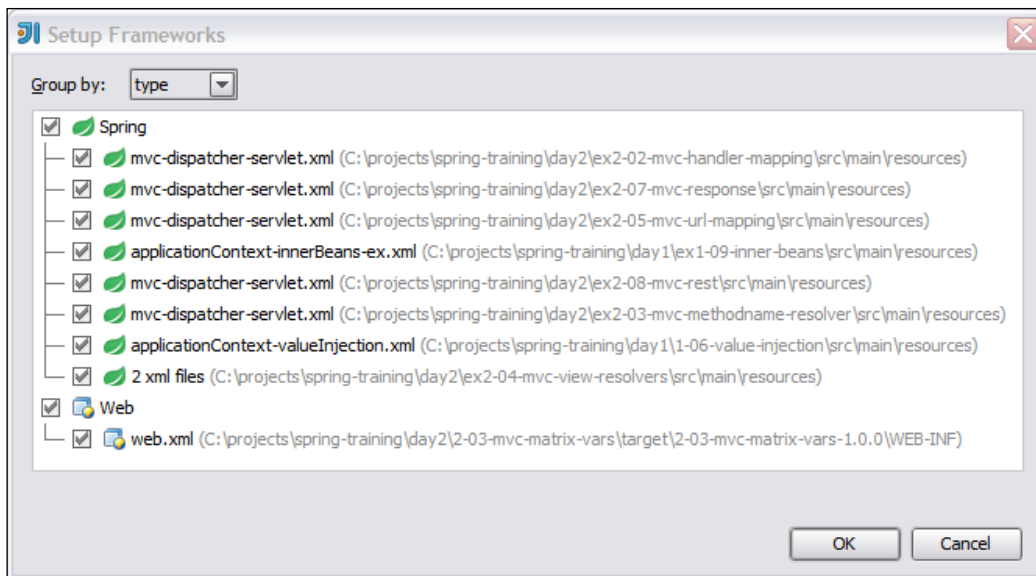 Setup Frameworks
Group by: type
Spring
mvc-dispatcher-servlet.xml (C:\projects\spring-training\day2\ex2-02-mvc-handler-mapping\src\main\resources)
mvc-dispatcher-servlet.xml (C:\projects\spring-training\day2\ex2-07-mvc-response\src\main\resources)
mvc-dispatcher-servlet.xml (C:\projects\spring-training\day2\ex2-05-mvc-url-mapping\src\main\resources)
applicationContext-innerBeans-ex.xml (C:\projects\spring-training\day1\ex1-09-inner-beans\src\main\resources)
mvc-dispatcher-servlet.xml (C:\projects\spring-training\day2\ex2-08-mvc-rest\src\main\resources)
mvc-dispatcher-servlet.xml (C:\projects\spring-training\day2\ex2-03-mvc-methodname-resolver\src\main\resources)
applicationContext-valueInjection.xml (C:\projects\spring-training\day1\1-06-value-injection\src\main\resources)
2 xml files (C:\projects\spring-training\day2\ex2-04-mvc-view-resolvers\src\main\resources)
Web
web.xml (C:\projects\spring-training\day2\2-03-mvc-matrix-vars\target\2-03-mvc-matrix-vars-1.0.0\WEB-INF)
OK Cancel